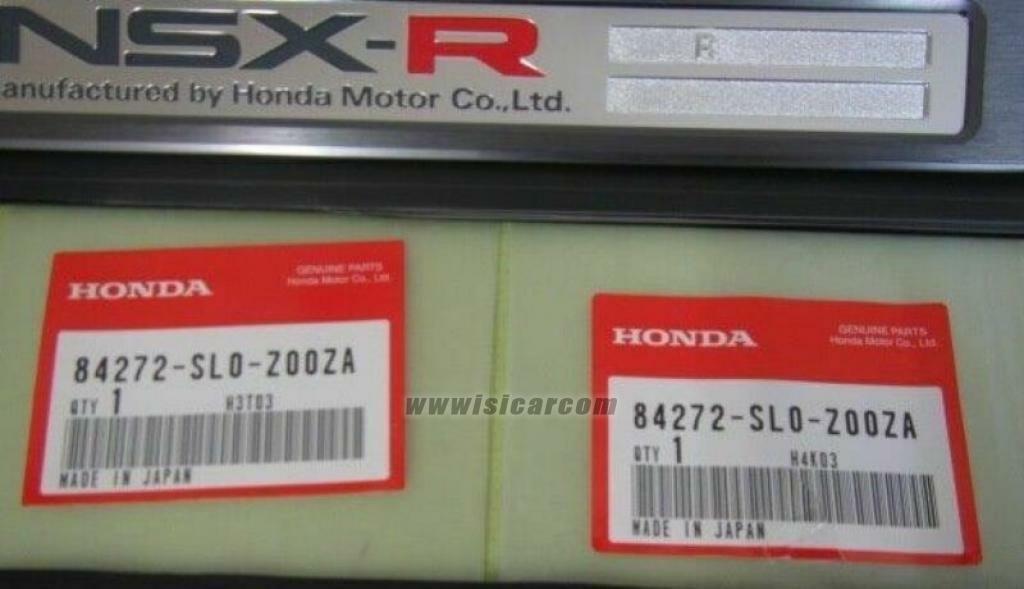 NSX-R
R
anufactured by Honda Motor Co.,Ltd.
HONDA
GENUINE PARTS
Honda Motor Co., Ltd.
84272-SL0-Z00ZA
QTY 1 H3T03
MADE IN JAPAN
wwwisicarcom
HONDA
GENUINE PARTS
Honda Motor Co., Ltd.
84272-SL0-Z00ZA
QTY 1 H4K03
MADE IN JAPAN